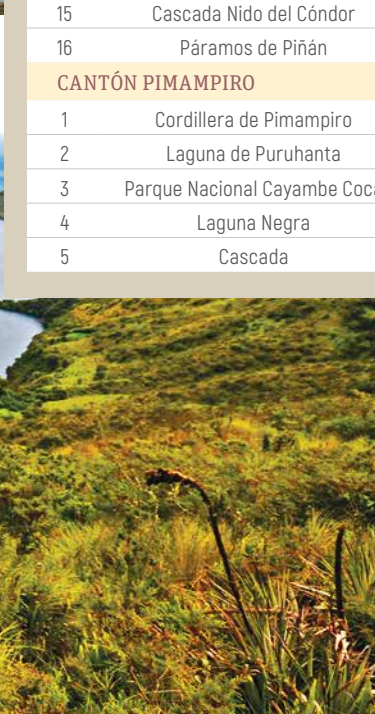 15 Cascada Nido del Cóndor
16 Páramos de Piñán
CANTÓN PIMAMPIRO
1 Cordillera de Pimampiro
2 Laguna de Puruhanta
3 Parque Nacional Cayambe Coca
4 Laguna Negra
5 Cascada